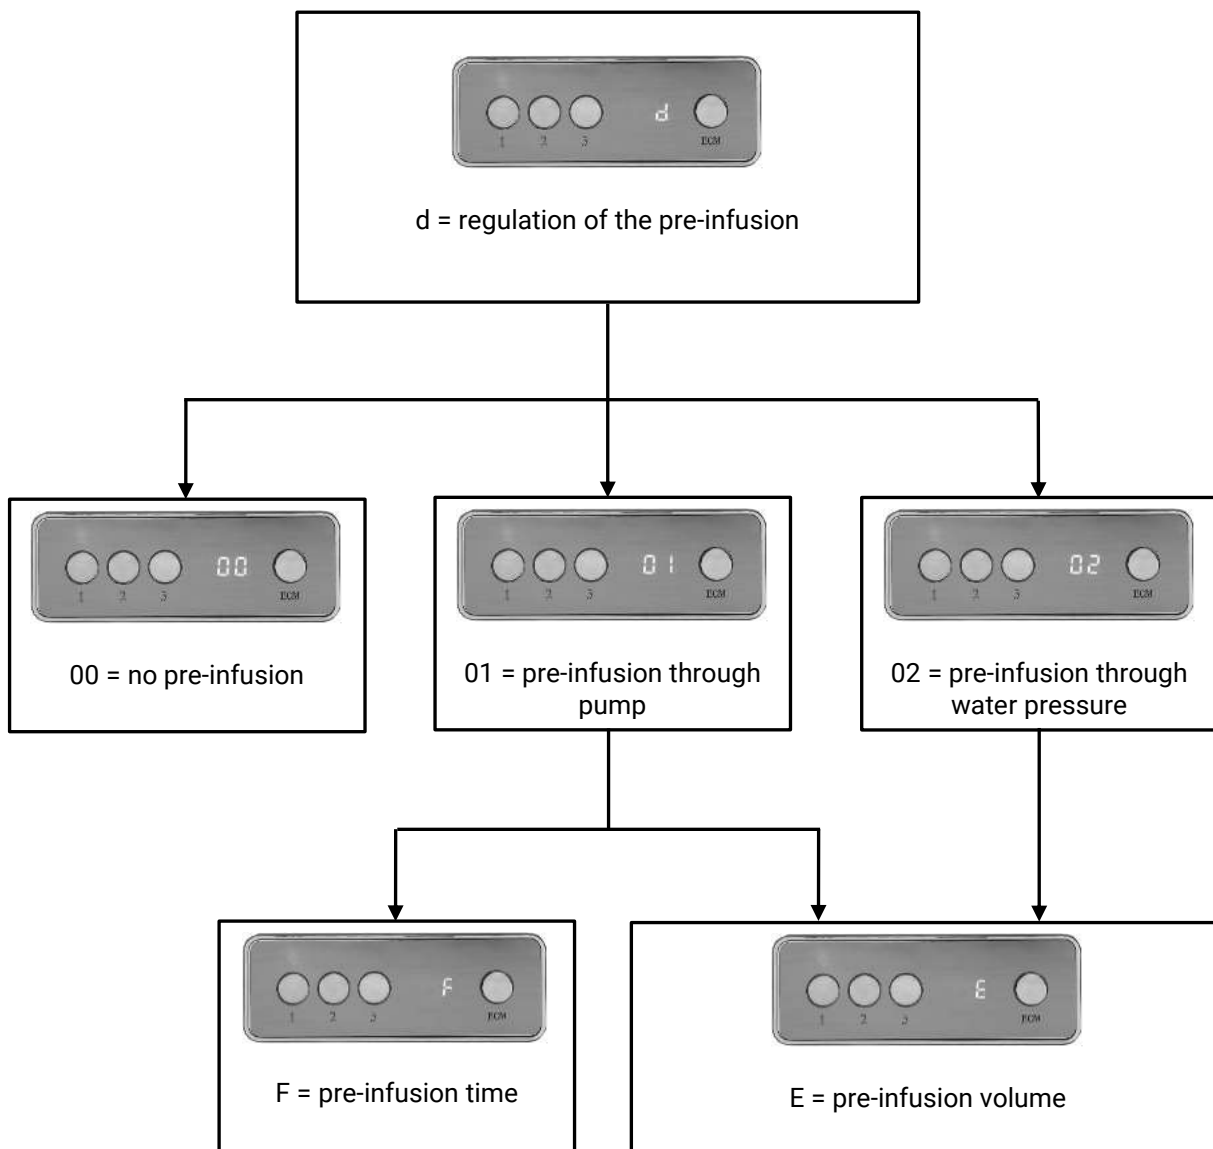 d
1 2 3 ECM
d = regulation of the pre-infusion
00
1 2 3 ECM
00 = no pre-infusion
01
1 2 3 ECM
01 = pre-infusion through
pump
02
1 2 3 ECM
02 = pre-infusion through
water pressure
F
1 2 3 ECM
F = pre-infusion time
E
1 2 3 ECM
E = pre-infusion volume